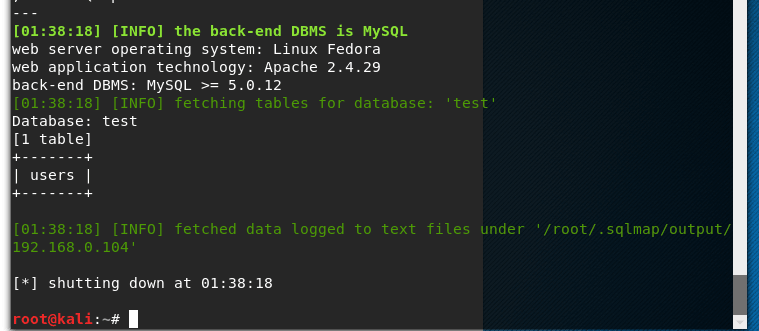 ---
[01:38:18] [INFO] the back-end DBMS is MySQL
web server operating system: Linux Fedora
web application technology: Apache 2.4.29
back-end DBMS: MySQL >= 5.0.12
[01:38:18] [INFO] fetching tables for database: 'test'
Database: test
[1 table]
+-------+
| users |
+-------+
[01:38:18] [INFO] fetched data logged to text files under '/root/.sqlmap/output/
192.168.0.104'
[*] shutting down at 01:38:18
root@kali:~#